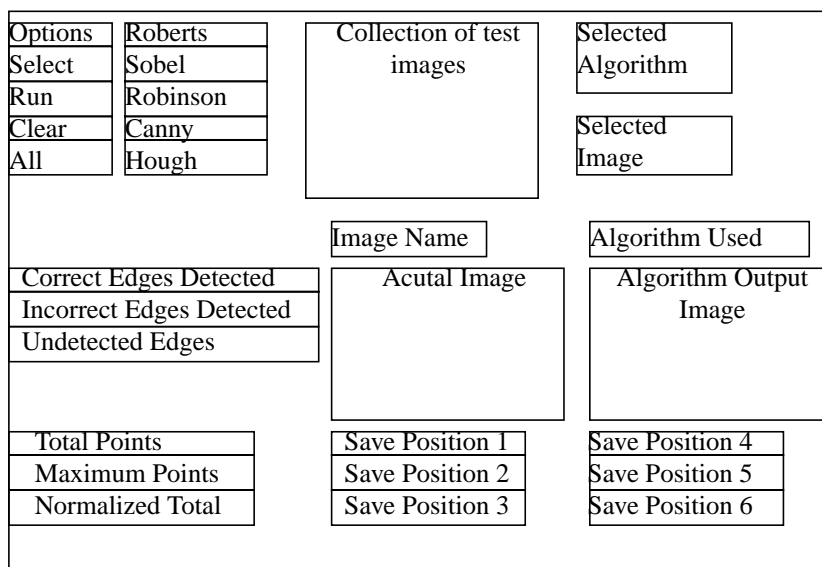 Options
Select
Run
Clear
All
Roberts
Sobel
Robinson
Canny
Hough
Collection of test
images
Selected
Algorithm
Selected
Image
Image Name
Algorithm Used
Correct Edges Detected
Incorrect Edges Detected
Undetected Edges
Acutal Image
Algorithm Output
Image
Total Points
Maximum Points
Normalized Total
Save Position 1
Save Position 2
Save Position 3
Save Position 4
Save Position 5
Save Position 6